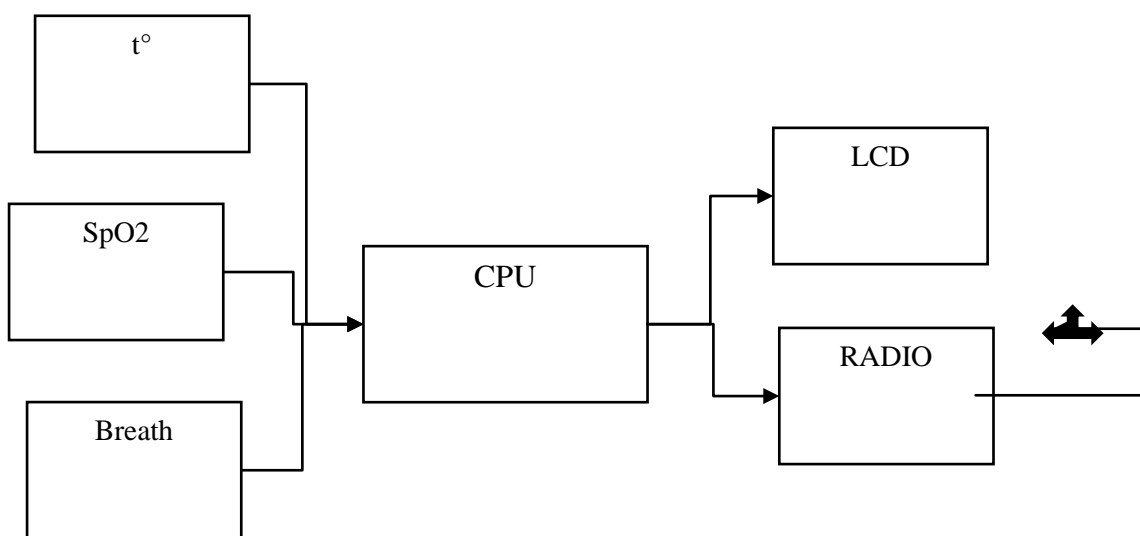 t°
SpO2
Breath
CPU
LCD
RADIO